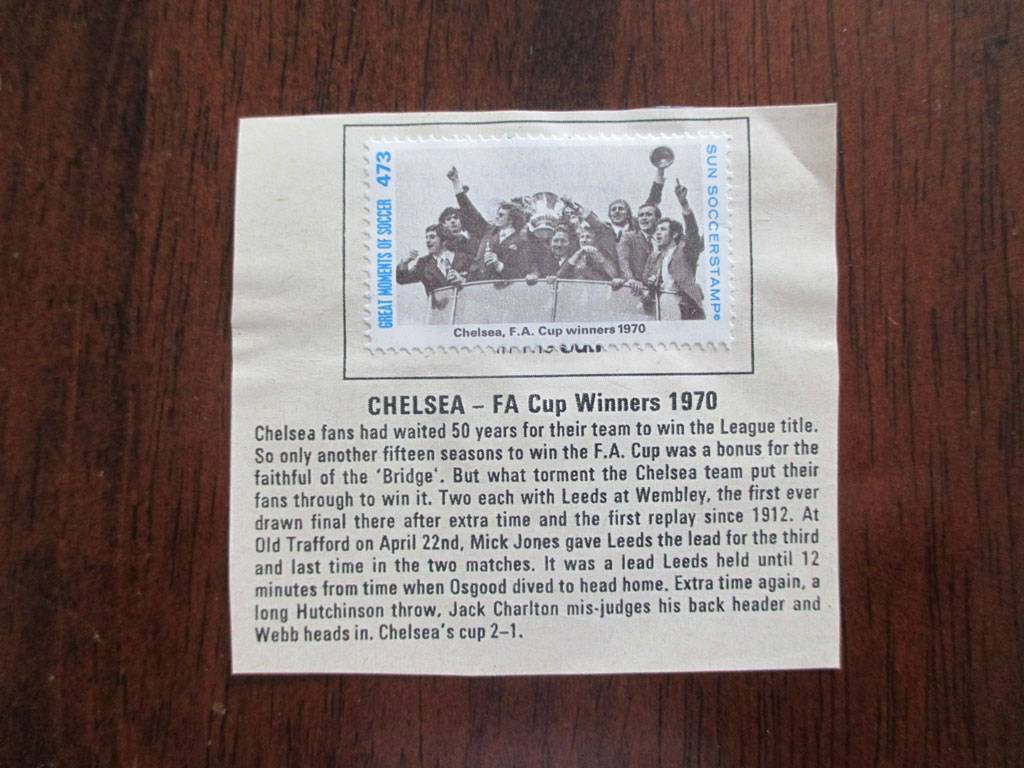 GREAT MOMENTS OF SOCCER 473
SUN SOCCERSTAMP®
Chelsea, F.A. Cup winners 1970
CHELSEA – FA Cup Winners 1970
Chelsea fans had waited 50 years for their team to win the League title.
So only another fifteen seasons to win the F.A. Cup was a bonus for the
faithful of the 'Bridge'. But what torment the Chelsea team put their
fans through to win it. Two each with Leeds at Wembley, the first ever
drawn final there after extra time and the first replay since 1912. At
Old Trafford on April 22nd, Mick Jones gave Leeds the lead for the third
and last time in the two matches. It was a lead Leeds held until 12
minutes from time when Osgood dived to head home. Extra time again, a
long Hutchinson throw, Jack Charlton mis-judges his back header and
Webb heads in. Chelsea's cup 2–1.